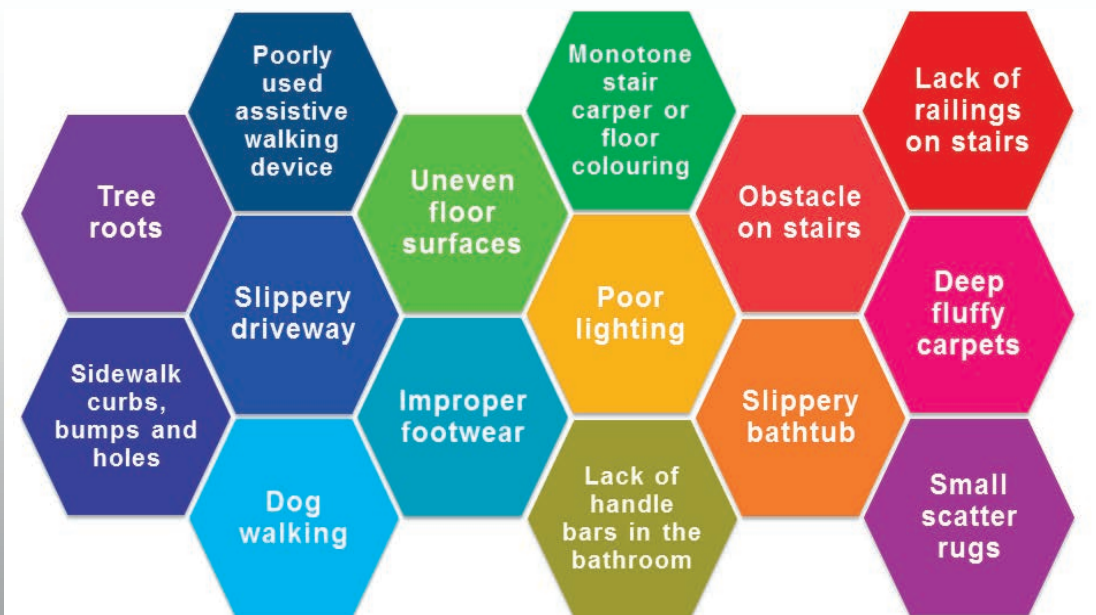 Poorly
used
assistive
walking
device
Monotone
stair
carper or
floor
colouring
Lack of
railings
on stairs
Tree
roots
Uneven
floor
surfaces
Obstacle
on stairs
Slippery
driveway
Poor
lighting
Deep
fluffy
carpets
Sidewalk
curbs,
bumps and
holes
Improper
footwear
Slippery
bathtub
Dog
walking
Lack of
handle
bars in the
bathroom
Small
scatter
rugs